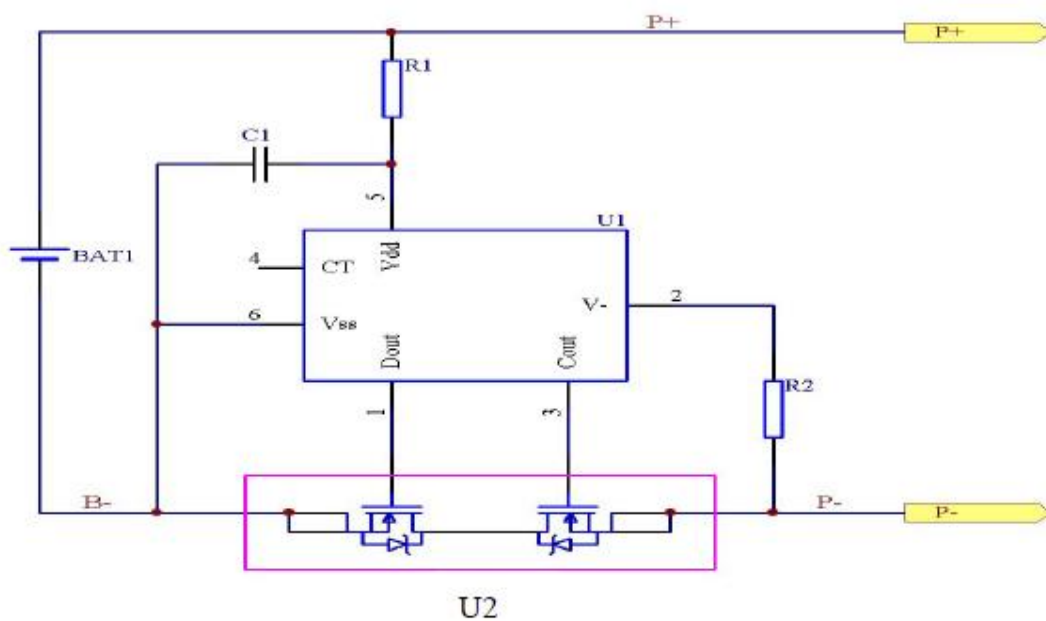 P+
P+
R1
C1
5
U1
BAT1
4
CT
Vdd
V-
2
6
Vss
Dout
Cout
R2
1
3
B-
P-
P-
U2